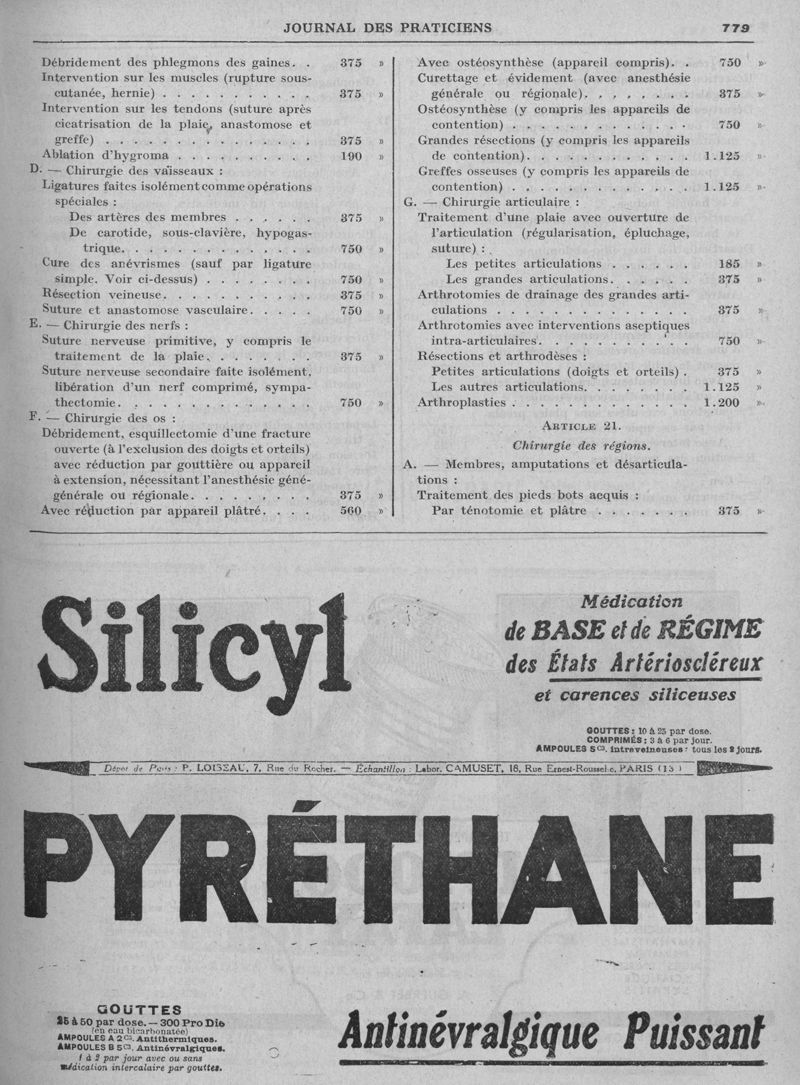 JOURNAL DES PRATICIENS 779
Débridement des phlegmons des gaines. . 375 »
Intervention sur les muscles (rupture sous-
cutanée, hernie) . . . . . . . . . . . 375 »
Intervention sur les tendons (suture après
cicatrisation de la plaie, anastomose et
greffe) . . . . . . . . . . . . . . . 375 »
Ablation d'hygroma . . . . . . . . . . 190 »
D. — Chirurgie des vaisseaux :
Ligatures faites isolément comme opérations
spéciales :
Des artères des membres . . . . . . 375 »
De carotide, sous-clavière, hypogas-
trique. . . . . . . . . . . . . . 750 »
Cure des anévrismes (sauf par ligature
simple. Voir ci-dessus) . . . . . . . . 750 »
Résection veineuse. . . . . . . . . . . 375 »
Suture et anastomose vasculaire. . . . . 750 »
E. — Chirurgie des nerfs :
Suture nerveuse primitive, y compris le
traitement de la plaie. . . . . . . . 375 »
Suture nerveuse secondaire faite isolément,
libération d'un nerf comprimé, sympa-
thectomie. . . . . . . . . . . . . . 750 »
F. — Chirurgie des os :
Débridement, esquillectomie d'une fracture
ouverte (à l'exclusion des doigts et orteils)
avec réduction par gouttière ou appareil
à extension, nécessitant l'anesthésie géné-
générale ou régionale. . . . . . . . . 375 »
Avec réduction par appareil plâtré. . . . 560 »
Avec ostéosynthèse (appareil compris). . 750 »
Curettage et évidement (avec anesthésie
générale ou régionale). . . . . . . . 375 »
Ostéosynthèse (y compris les appareils de
contention) . . . . . . . . . . . . . 750 »
Grandes résections (y compris les appareils
de contention). . . . . . . . . . . . 1.125 »
Greffes osseuses (y compris les appareils de
contention) . . . . . . . . . . . . . 1.125 »
G. — Chirurgie articulaire :
Traitement d'une plaie avec ouverture de
l'articulation (régularisation, épluchage,
suture) :
Les petites articulations . . . . . . 185 »
Les grandes articulations. . . . . . 375 »
Arthrotomies de drainage des grandes arti-
culations . . . . . . . . . . . . . . 375 »
Arthrotomies avec interventions aseptiques
intra-articulaires. . . . . . . . . . . 750 »
Résections et arthrodèses :
Petites articulations (doigts et orteils) . 375 »
Les autres articulations. . . . . . . . 1.125 »
Arthroplasties . . . . . . . . . . . . . 1.200 »
ARTICLE 21.
Chirurgie des régions.
A. — Membres, amputations et désarticula-
tions :
Traitement des pieds bots acquis :
Par ténotomie et plâtre . . . . . . . 375 »
Silicyl
Médication
de BASE et de RÉGIME
des États Artérioscléreux
et carences siliceuses
GOUTTES : 10 à 25 par dose.
COMPRIMÉS : 3 à 6 par jour.
AMPOULES 5cc. intraveineuses : tous les 2 jours.
Dépôt de Paris : P. LOISEAU, 7, Rue du Rocher. — Échantillon : Labor. CAMUSET, 18, Rue Ernest-Rousselle, PARIS (13 )
PYRÉTHANE
GOUTTES
25 à 50 par dose. — 300 Pro Die
(en eau bicarbonatée)
AMPOULES A 2cc. Antithermiques.
AMPOULES B 5cc. Antinévralgiques.
1 à 2 par jour avec ou sans
médication intercalaire par gouttes.
Antinévralgique Puissant